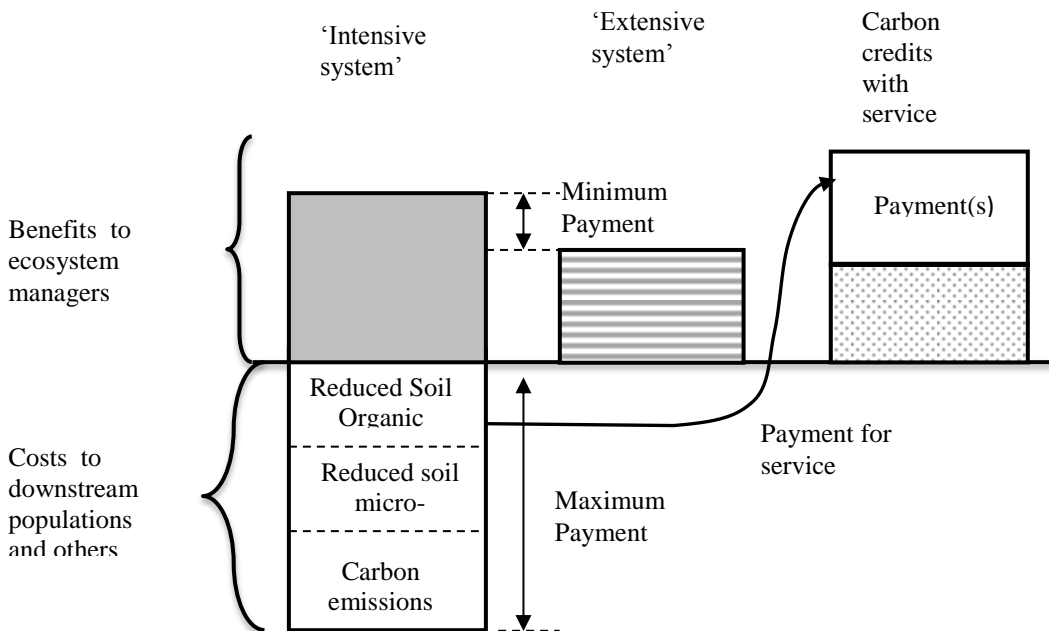 ‘Intensive
system’
‘Extensive
system’
Carbon
credits
with
service
Minimum
Payment
Payment(s)
Benefits to
ecosystem
managers
Reduced Soil
Organic
Reduced soil
micro-
Carbon
emissions
Costs to
downstream
populations
and others
Maximum
Payment
Payment for
service